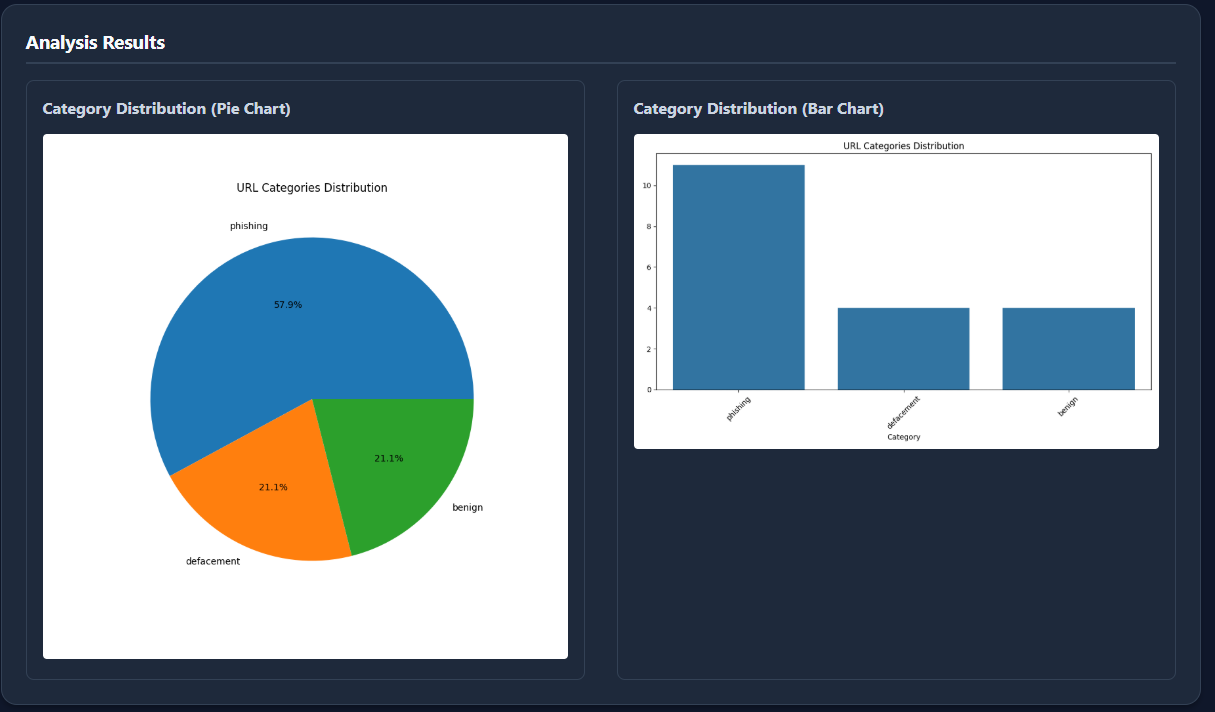 Analysis Results
Category Distribution (Pie Chart)
URL Categories Distribution
phishing
57.9%
21.1%
21.1%
benign
defacement
Category Distribution (Bar Chart)
URL Categories Distribution
10
8
6
4
2
0
phishing
defacement
benign
Category